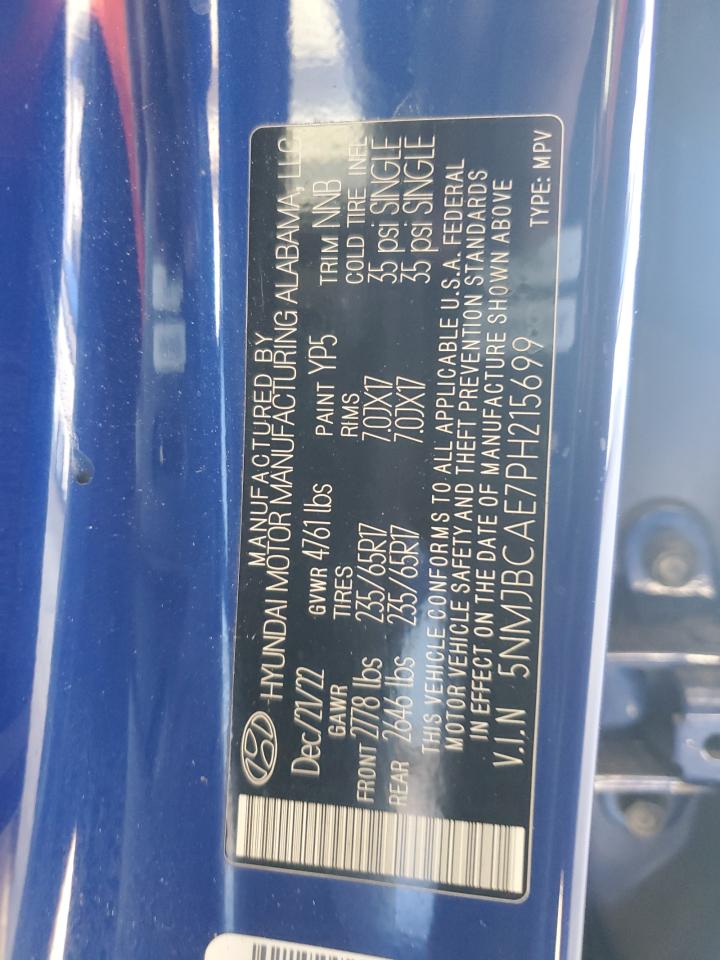 MANUFACTURED BY
HYUNDAI MOTOR MANUFACTURING ALABAMA, LLC
Dec/21/22 GVWR 4761 lbs PAINT YP5 TRIM NNB
GAWR TIRES RIMS COLD TIRE INFL
FRONT 2778 lbs 235/65R17 7.0JX17 35 psi SINGLE
REAR 2646 lbs 235/65R17 7.0JX17 35 psi SINGLE
THIS VEHICLE CONFORMS TO ALL APPLICABLE U.S.A. FEDERAL
MOTOR VEHICLE SAFETY AND THEFT PREVENTION STANDARDS
IN EFFECT ON THE DATE OF MANUFACTURE SHOWN ABOVE
V.I.N 5NMJBCAE7PH215699 TYPE: MPV